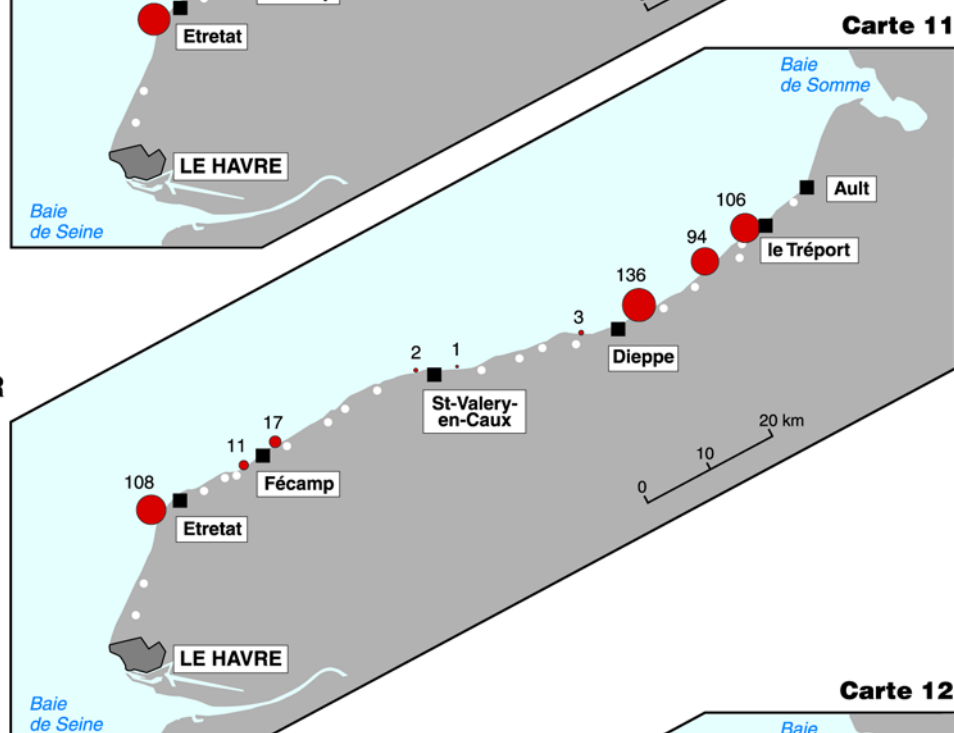 Etretat
Carte 11
Baie
de Somme
LE HAVRE
Ault
106
Baie
de Seine
94
le Tréport
136
3
Dieppe
2
1
St-Valery-
en-Caux
17
20 km
11
10
Fécamp
108
0
Etretat
LE HAVRE
Carte 12
Baie
de Seine
Baie